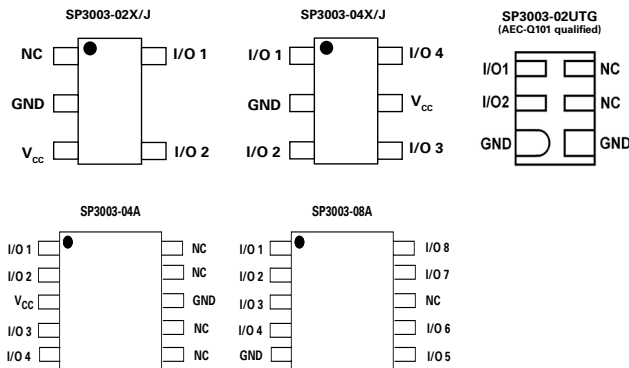 SP3003-02X/J
NC
I/O 1
GND
VCC
I/O 2
SP3003-04X/J
I/O 1
I/O 4
GND
VCC
I/O 2
I/O 3
SP3003-02UTG
(AEC-Q101 qualified)
I/O1
NC
I/O2
NC
GND
GND
SP3003-04A
I/O 1
NC
I/O 2
NC
VCC
GND
I/O 3
NC
I/O 4
NC
SP3003-08A
I/O 1
I/O 8
I/O 2
I/O 7
I/O 3
NC
I/O 4
I/O 6
GND
I/O 5